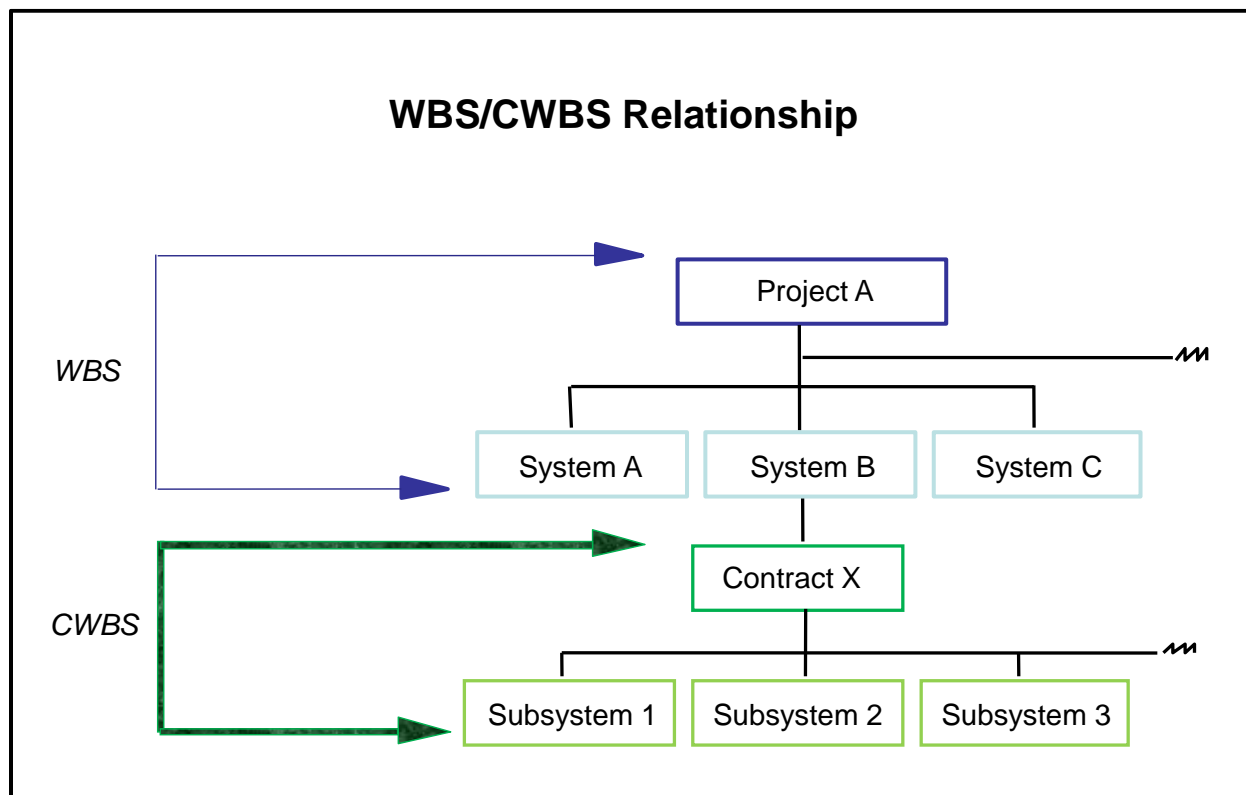 WBS/CWBS Relationship
Project A
WBS
System A
System B
System C
Contract X
CWBS
Subsystem 1
Subsystem 2
Subsystem 3